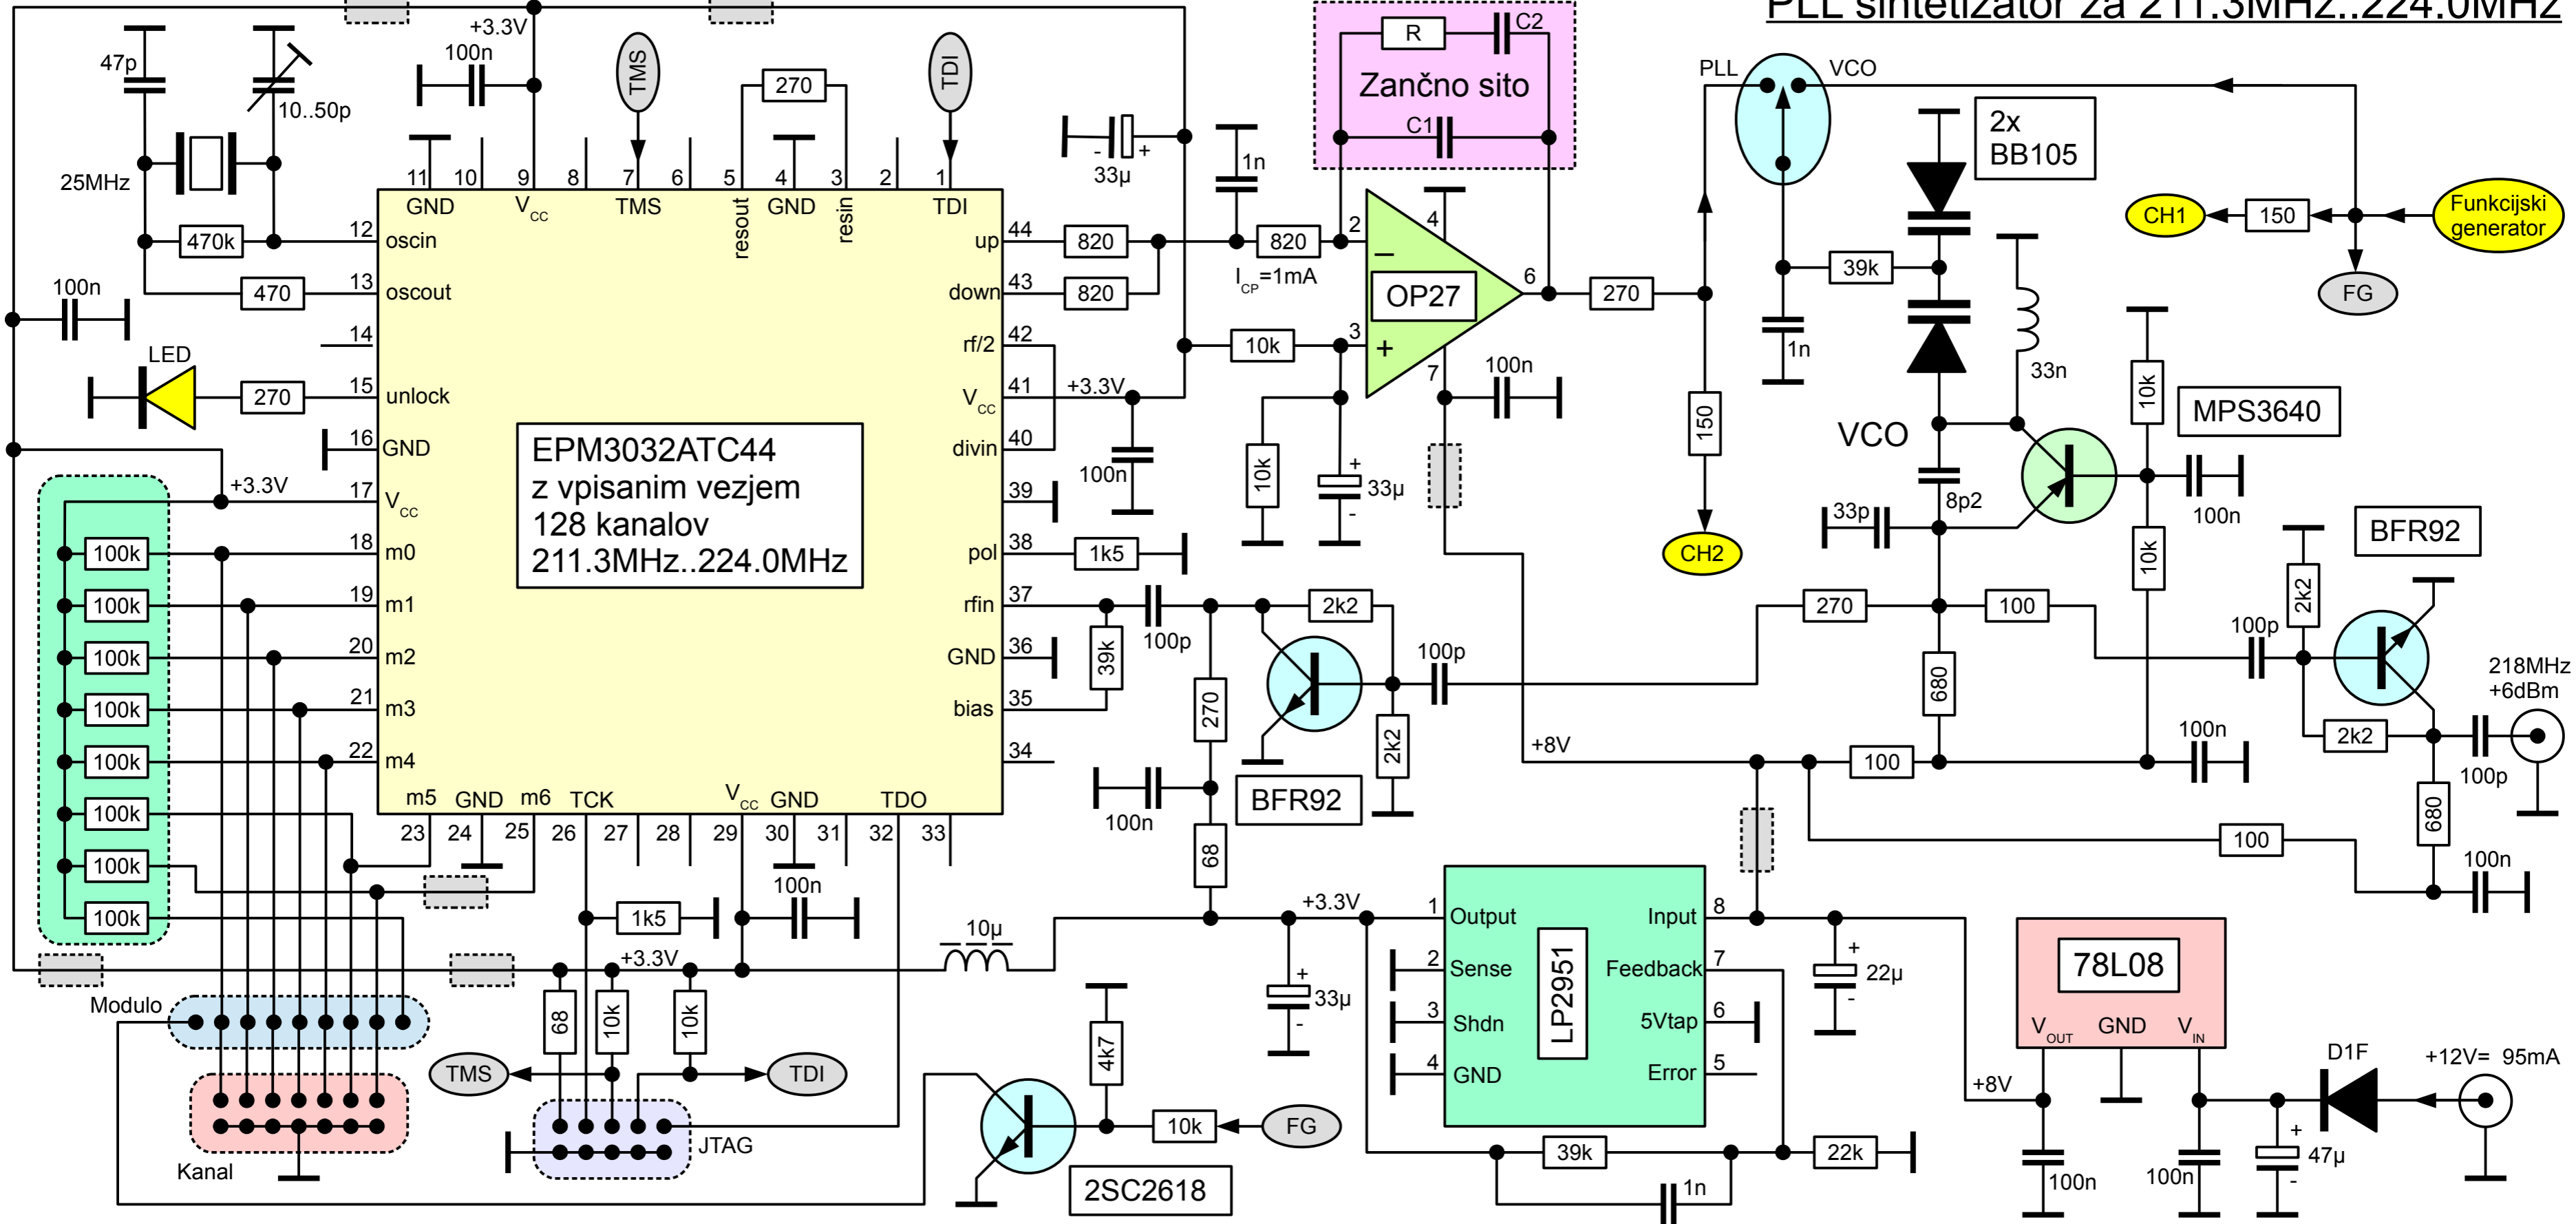 PLL sintetizator za 211.3MHz..224.0MHz
+3.3V
47p
100n
10..50p
25MHz
470k
470
100n
TMS
270
TDI
33µ
-
+
1n
R
C2
Zančno sito
C1
PLL
VCO
2x
BB105
CH1
150
Funkcijski
generator
FG
11
10
9
8
7
6
5
4
3
2
1
GND
VCC
TMS
resout
GND
resin
TDI
12
oscin
13
oscout
14
LED
270
15
unlock
16
GND
+3.3V
17
VCC
100k
18
m0
100k
19
m1
100k
20
m2
100k
21
m3
100k
22
m4
100k
100k
100k
EPM3032ATC44
z vpisanim vezjem
128 kanalov
211.3MHz..224.0MHz
up
44
820
down
43
820
820
ICP=1mA
rf/2
42
VCC
41
+3.3V
divin
40
100n
39
pol
38
1k5
rfin
37
100p
39k
GND
36
bias
35
34
m5
GND
m6
TCK
VCC
GND
TDO
23
24
25
26
27
28
29
30
31
32
33
2
−
4
OP27
6
3
+
7
10k
10k
+
33µ
-
100n
270
150
CH2
1n
39k
33n
10k
MPS3640
VCO
8p2
33p
100n
10k
BFR92
2k2
270
100
100p
218MHz
+6dBm
680
2k2
100p
680
100n
100
100n
100
+8V
2k2
100p
2k2
270
BFR92
100n
68
1k5
100n
+3.3V
10µ
+3.3V
+
33µ
-
68
10k
10k
Modulo
Kanal
TMS
TDI
JTAG
4k7
10k
FG
2SC2618
LP2951
1
Output
2
Sense
3
Shdn
4
GND
Input
8
Feedback
7
5Vtap
6
Error
5
39k
22k
1n
+
22µ
-
78L08
VOUT
GND
VIN
+8V
100n
100n
+
47µ
-
D1F
+12V= 95mA